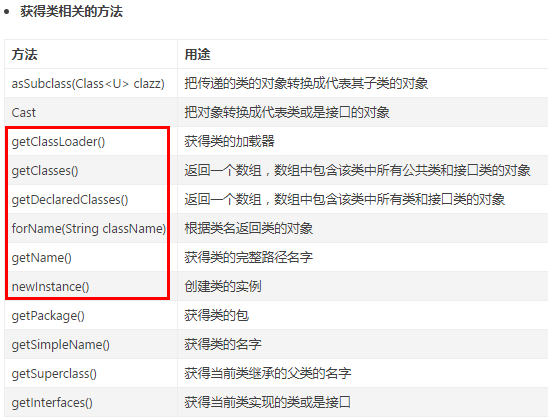 获得类相关的方法
方法 用途
asSubclass(Class<U> clazz) 把传递的类的对象转换成代表其子类的对象
Cast 把对象转换成代表类或是接口的对象
getClassLoader() 获得类的加载器
getClasses() 返回一个数组，数组中包含该类中所有公共类和接口类的对象
getDeclaredClasses() 返回一个数组，数组中包含该类中所有类和接口类的对象
forName(String className) 根据类名返回类的对象
getName() 获得类的完整路径名字
newInstance() 创建类的实例
getPackage() 获得类的包
getSimpleName() 获得类的名字
getSuperclass() 获得当前类继承的父类的名字
getInterfaces() 获得当前类实现的类或是接口